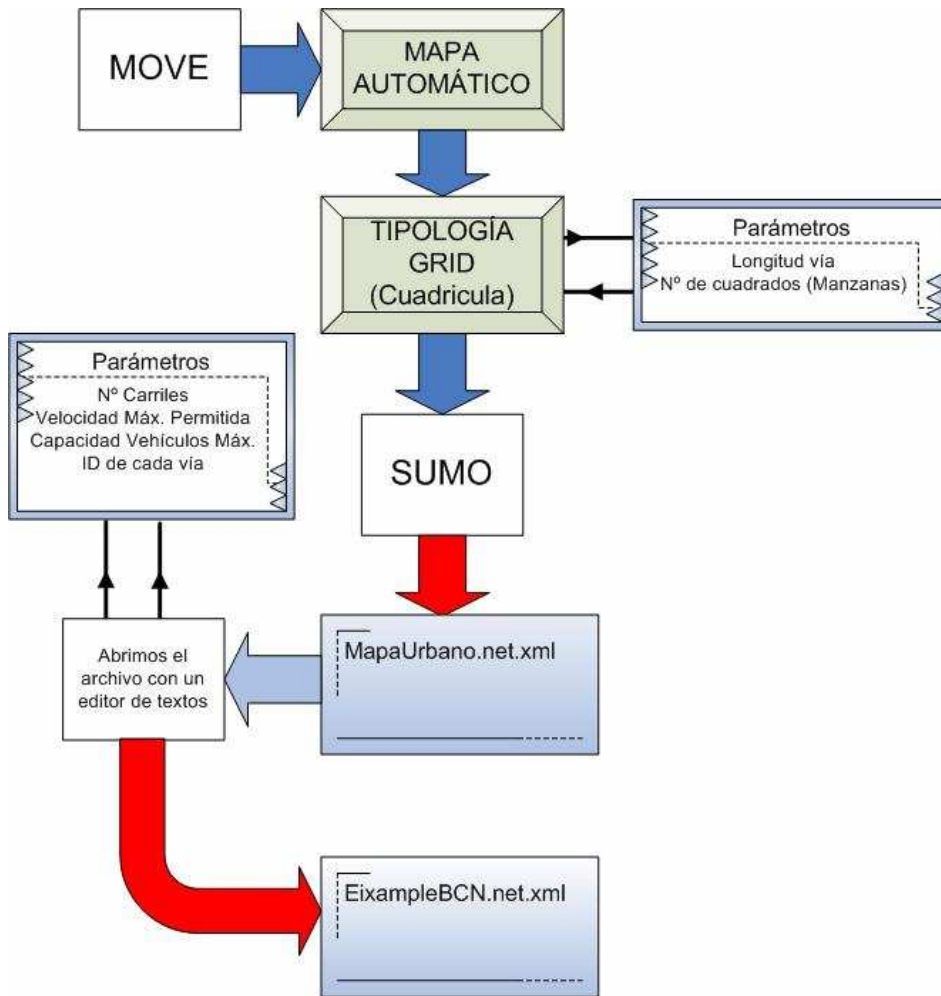 MOVE
MAPA
AUTOMÁTICO
TIPOLOGÍA
GRID
(Cuadricula)
Parámetros
Longitud vía
Nº de cuadrados (Manzanas)
Parámetros
Nº Carriles
Velocidad Máx. Permitida
Capacidad Vehículos Máx.
ID de cada vía
SUMO
MapaUrbano.net.xml
Abrimos el
archivo con un
editor de textos
EixampleBCN.net.xml